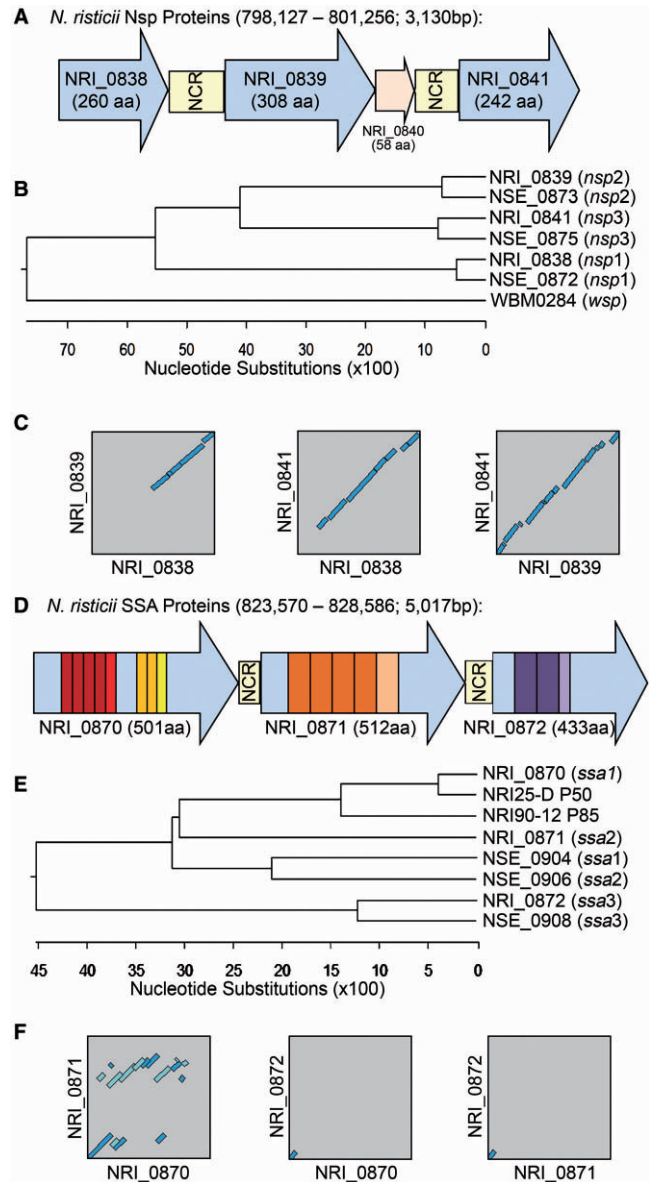 A N. risticii Nsp Proteins (798,127 – 801,256; 3,130bp):
NRI_0838
(260 aa)
NCR
NRI_0839
(308 aa)
NRI_0840
(58 aa)
NCR
NRI_0841
(242 aa)
B
NRI_0839 (nsp2)
NSE_0873 (nsp2)
NRI_0841 (nsp3)
NSE_0875 (nsp3)
NRI_0838 (nsp1)
NSE_0872 (nsp1)
WBM0284 (wsp)
70 60 50 40 30 20 10 0
Nucleotide Substitutions (x100)
C
NRI_0839
NRI_0838
NRI_0841
NRI_0838
NRI_0841
NRI_0839
D N. risticii SSA Proteins (823,570 – 828,586; 5,017bp):
NRI_0870 (501aa)
NCR
NRI_0871 (512aa)
NCR
NRI_0872 (433aa)
E
NRI_0870 (ssa1)
NRI25-D P50
NRI90-12 P85
NRI_0871 (ssa2)
NSE_0904 (ssa1)
NSE_0906 (ssa2)
NRI_0872 (ssa3)
NSE_0908 (ssa3)
45 40 35 30 25 20 15 10 5 0
Nucleotide Substitutions (x100)
F
NRI_0871
NRI_0870
NRI_0872
NRI_0870
NRI_0872
NRI_0871